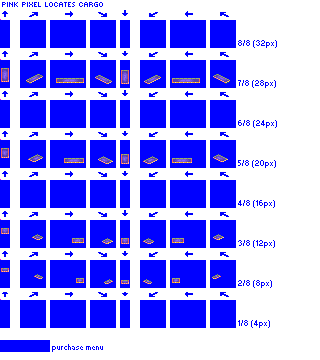 PINK PIXEL LOCATES CARGO
8/8 (32px)
7/8 (28px)
6/8 (24px)
5/8 (20px)
4/8 (16px)
3/8 (12px)
2/8 (8px)
1/8 (4px)
purchase menu